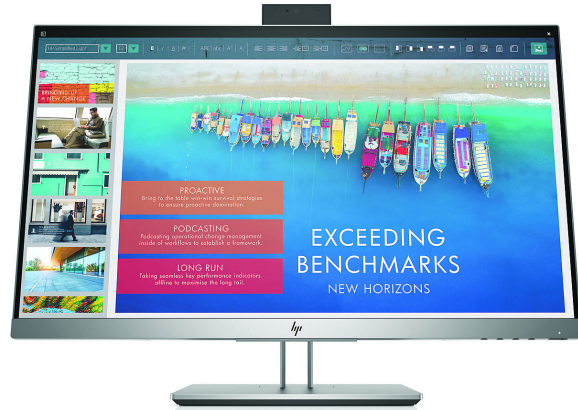 BRINGING UP
A NEW CHANGE
PROACTIVE
Bring to the table win-win survival strategies
to ensure proactive domination.
PODCASTING
Podcasting operational change management
inside of workflows to establish a framework.
LONG RUN
Taking seamless key performance indicators
offline to maximise the long tail.
EXCEEDING
BENCHMARKS
NEW HORIZONS
hp